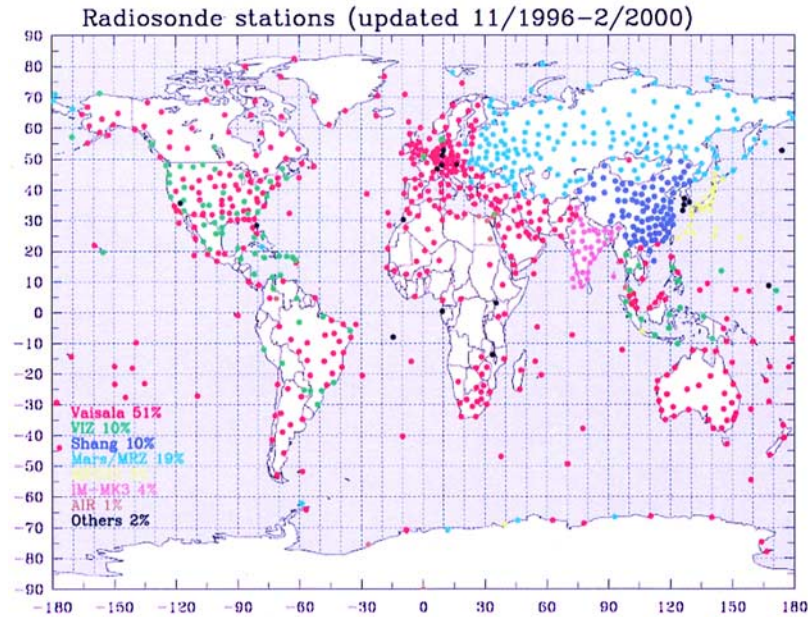 Radiosonde stations (updated 11/1996-2/2000)
90
80
70
60
50
40
30
20
10
0
-10
-20
-30
-40
-50
-60
-70
-80
-90
Vaisala 51%
VIZ 10%
Shang 10%
Mars/MRZ 19%
IM-MK3 4%
AIR 1%
Others 2%
-180 -150 -120 -90 -60 -30 0 30 60 90 120 150 180